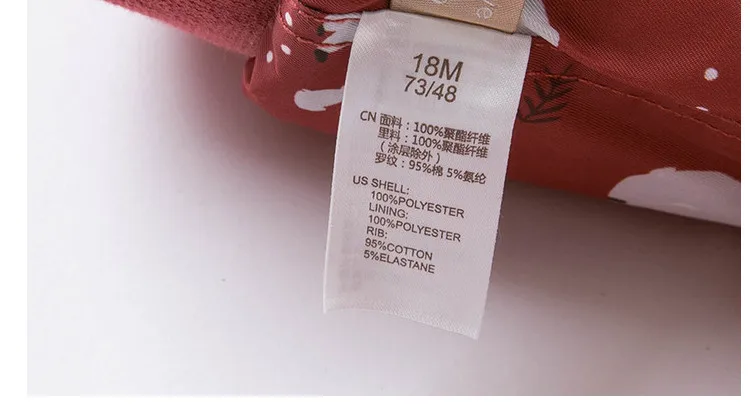 ve
18M
73/48
CN 面料：100%聚酯纤维
里料：100%聚酯纤维
（涂层除外）
罗纹：95%棉 5%氨纶
US SHELL:
100%POLYESTER
LINING:
100%POLYESTER
RIB:
95%COTTON
5%ELASTANE